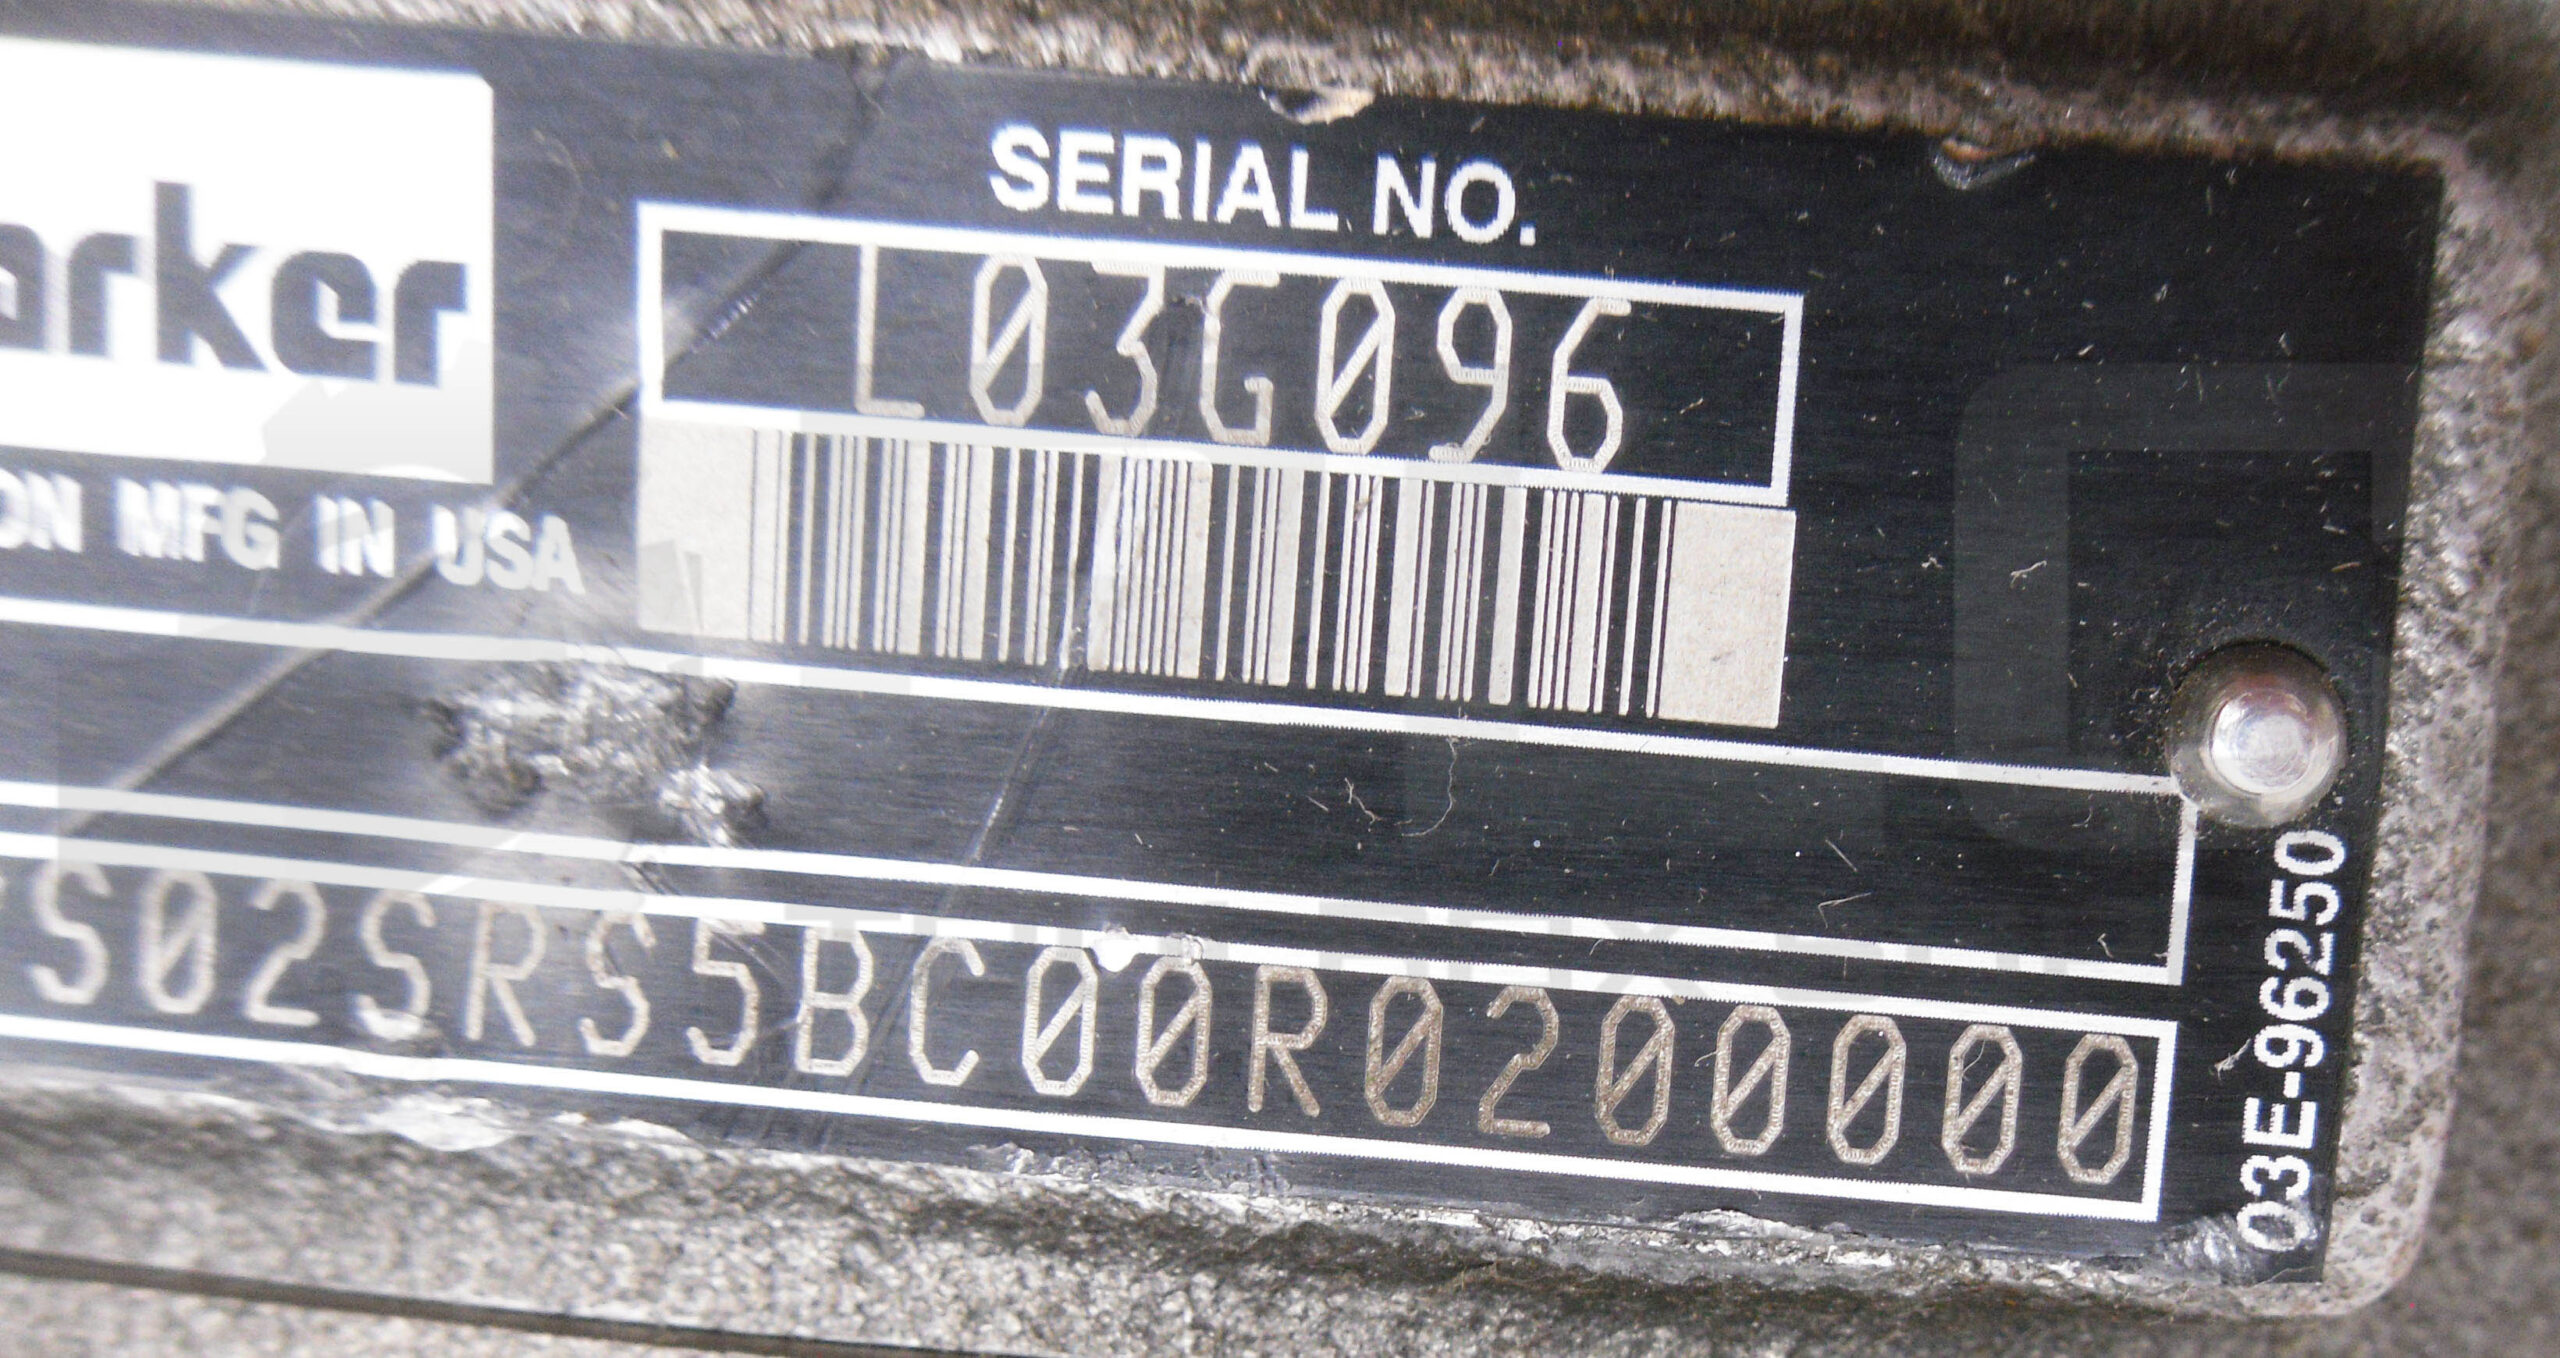 SERIAL NO.
arker
L03G096
ON MFG IN USA
S02SRS5BC00R0200000
03E-96250